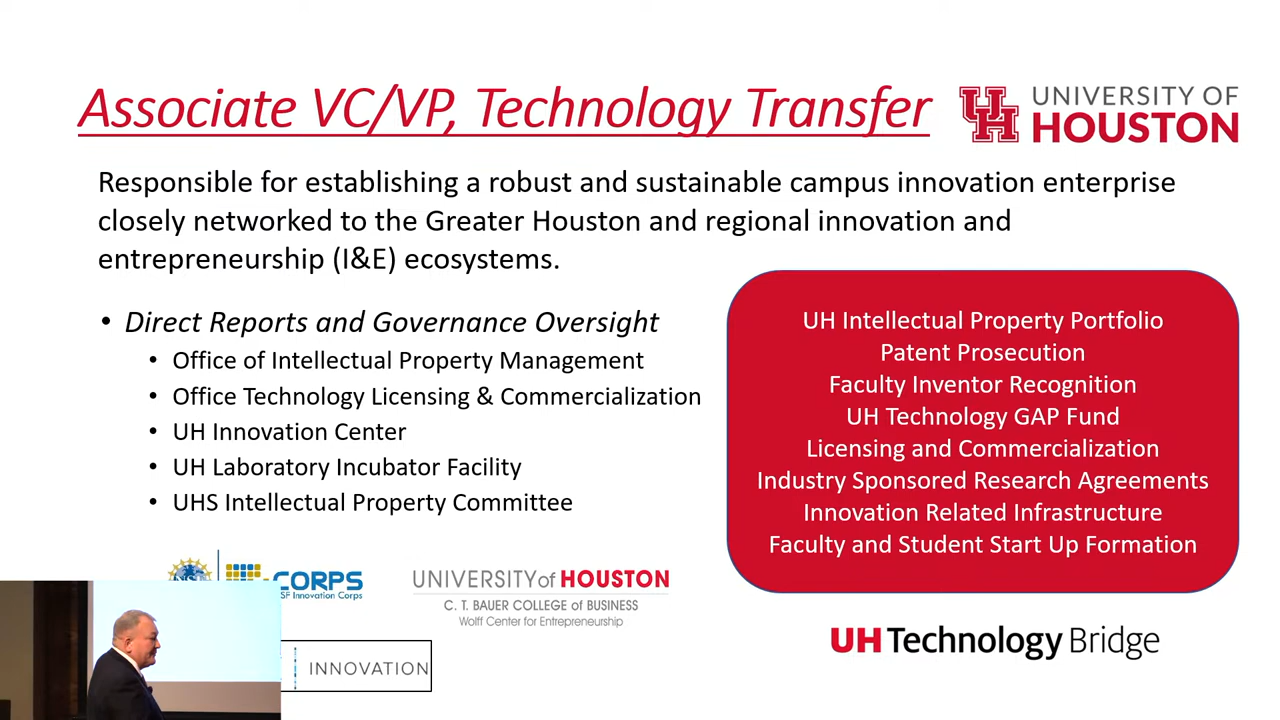 Associate VC/VP, Technology Transfer
UNIVERSITY OF
HOUSTON
Responsible for establishing a robust and sustainable campus innovation enterprise
closely networked to the Greater Houston and regional innovation and
entrepreneurship (I&E) ecosystems.
• Direct Reports and Governance Oversight
• Office of Intellectual Property Management
• Office Technology Licensing & Commercialization
• UH Innovation Center
• UH Laboratory Incubator Facility
• UHS Intellectual Property Committee
UH Intellectual Property Portfolio
Patent Prosecution
Faculty Inventor Recognition
UH Technology GAP Fund
Licensing and Commercialization
Industry Sponsored Research Agreements
Innovation Related Infrastructure
Faculty and Student Start Up Formation
CORPS
SF Innovation Corps
UNIVERSITY of HOUSTON
C. T. BAUER COLLEGE of BUSINESS
Wolff Center for Entrepreneurship
INNOVATION
UH Technology Bridge